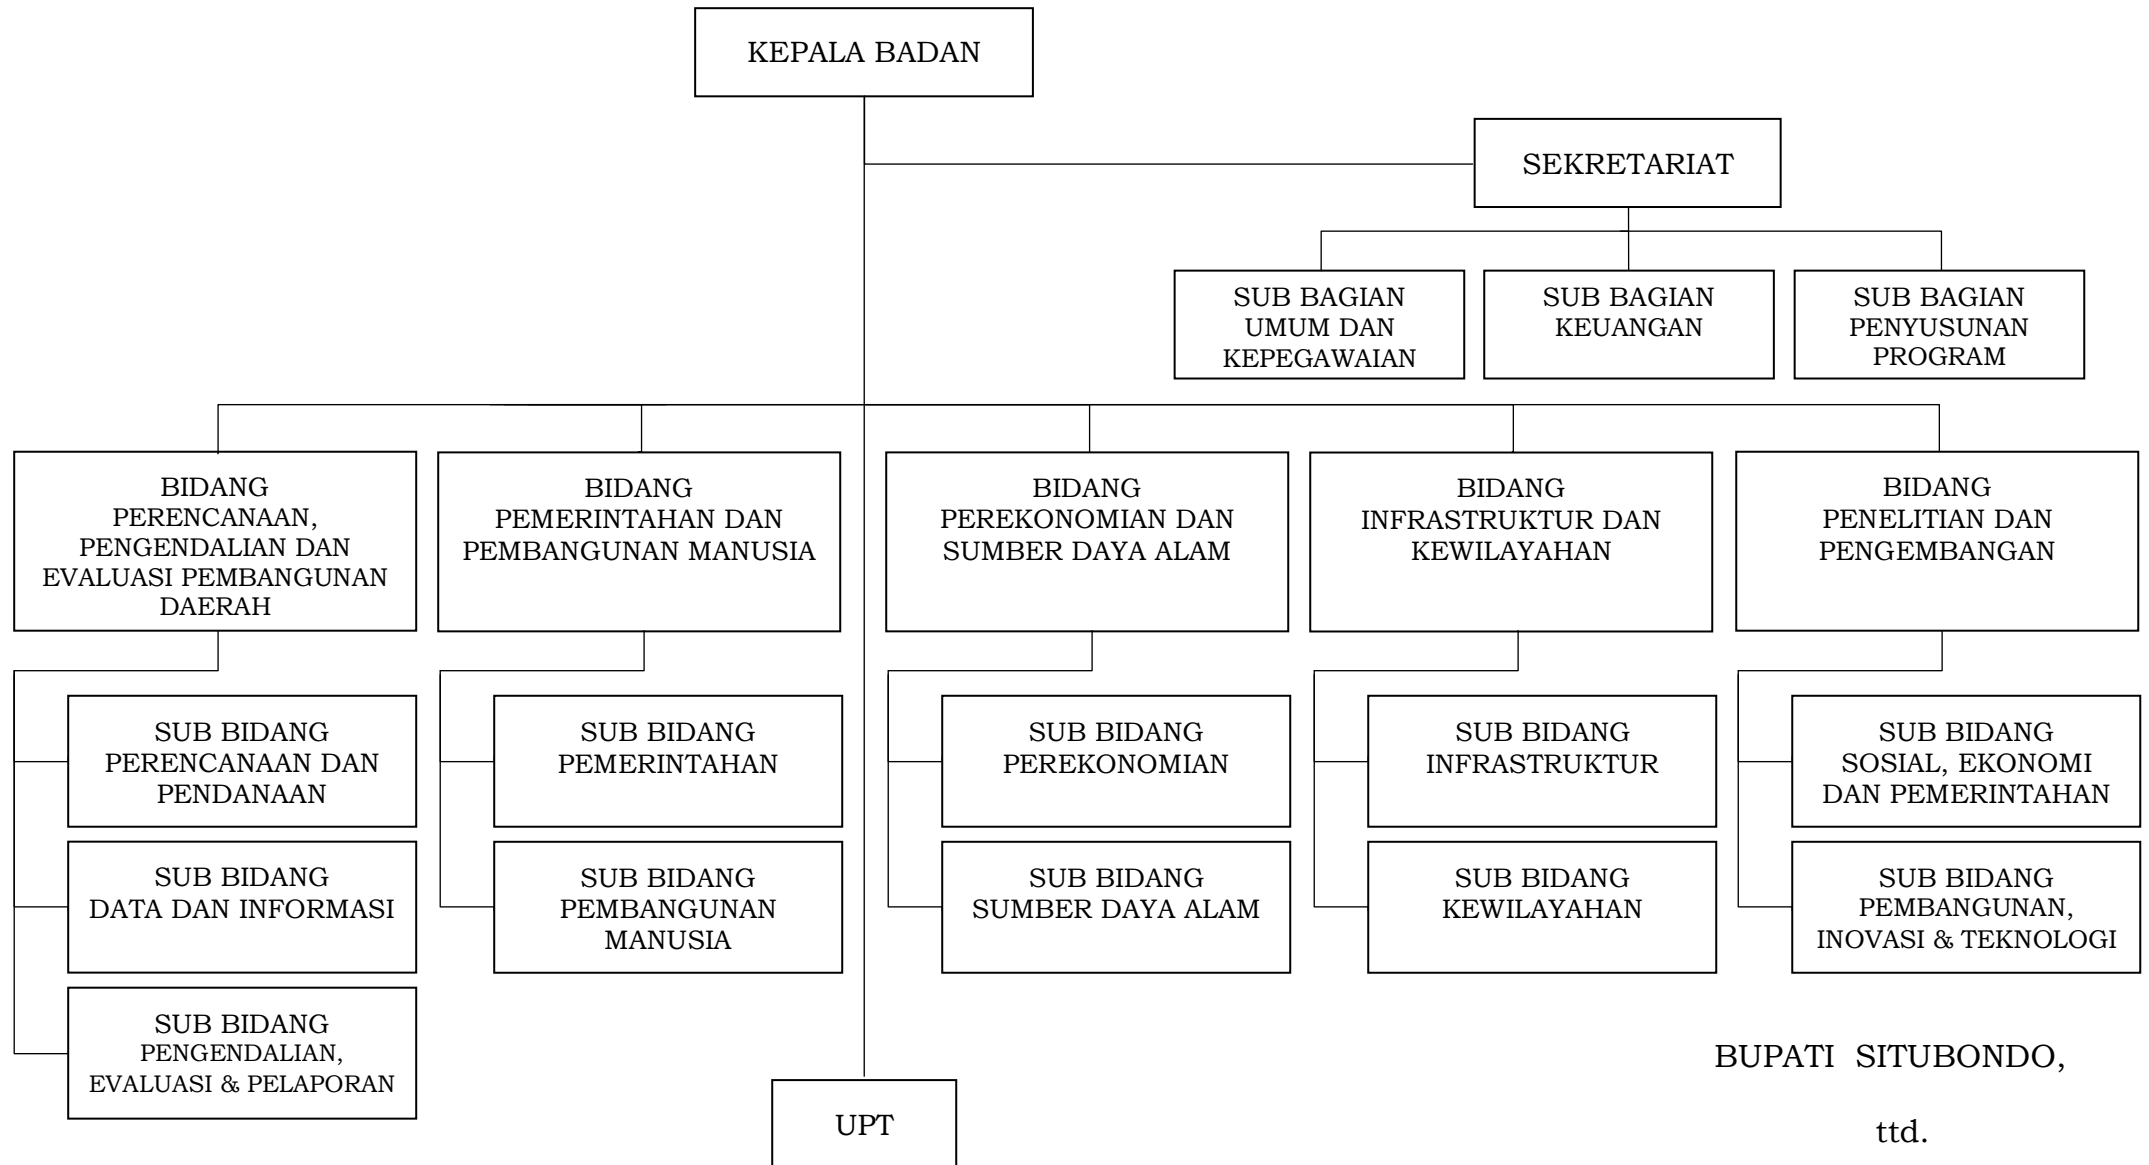 KEPALA BADAN
SEKRETARIAT
SUB BAGIAN
UMUM DAN
KEPEGAWAIAN
SUB BAGIAN
KEUANGAN
SUB BAGIAN
PENYUSUNAN
PROGRAM
BIDANG
PERENCANAAN,
PENGENDALIAN DAN
EVALUASI PEMBANGUNAN
DAERAH
BIDANG
PEMERINTAHAN DAN
PEMBANGUNAN MANUSIA
BIDANG
PEREKONOMIAN DAN
SUMBER DAYA ALAM
BIDANG
INFRASTRUKTUR DAN
KEWILAYAHAN
BIDANG
PENELITIAN DAN
PENGEMBANGAN
SUB BIDANG
PERENCANAAN DAN
PENDANAAN
SUB BIDANG
PEMERINTAHAN
SUB BIDANG
PEREKONOMIAN
SUB BIDANG
INFRASTRUKTUR
SUB BIDANG
SOSIAL, EKONOMI
DAN PEMERINTAHAN
SUB BIDANG
DATA DAN INFORMASI
SUB BIDANG
PEMBANGUNAN
MANUSIA
SUB BIDANG
SUMBER DAYA ALAM
SUB BIDANG
KEWILAYAHAN
SUB BIDANG
PEMBANGUNAN,
INOVASI & TEKNOLOGI
SUB BIDANG
PENGENDALIAN,
EVALUASI & PELAPORAN
UPT
BUPATI SITUBONDO,
ttd.